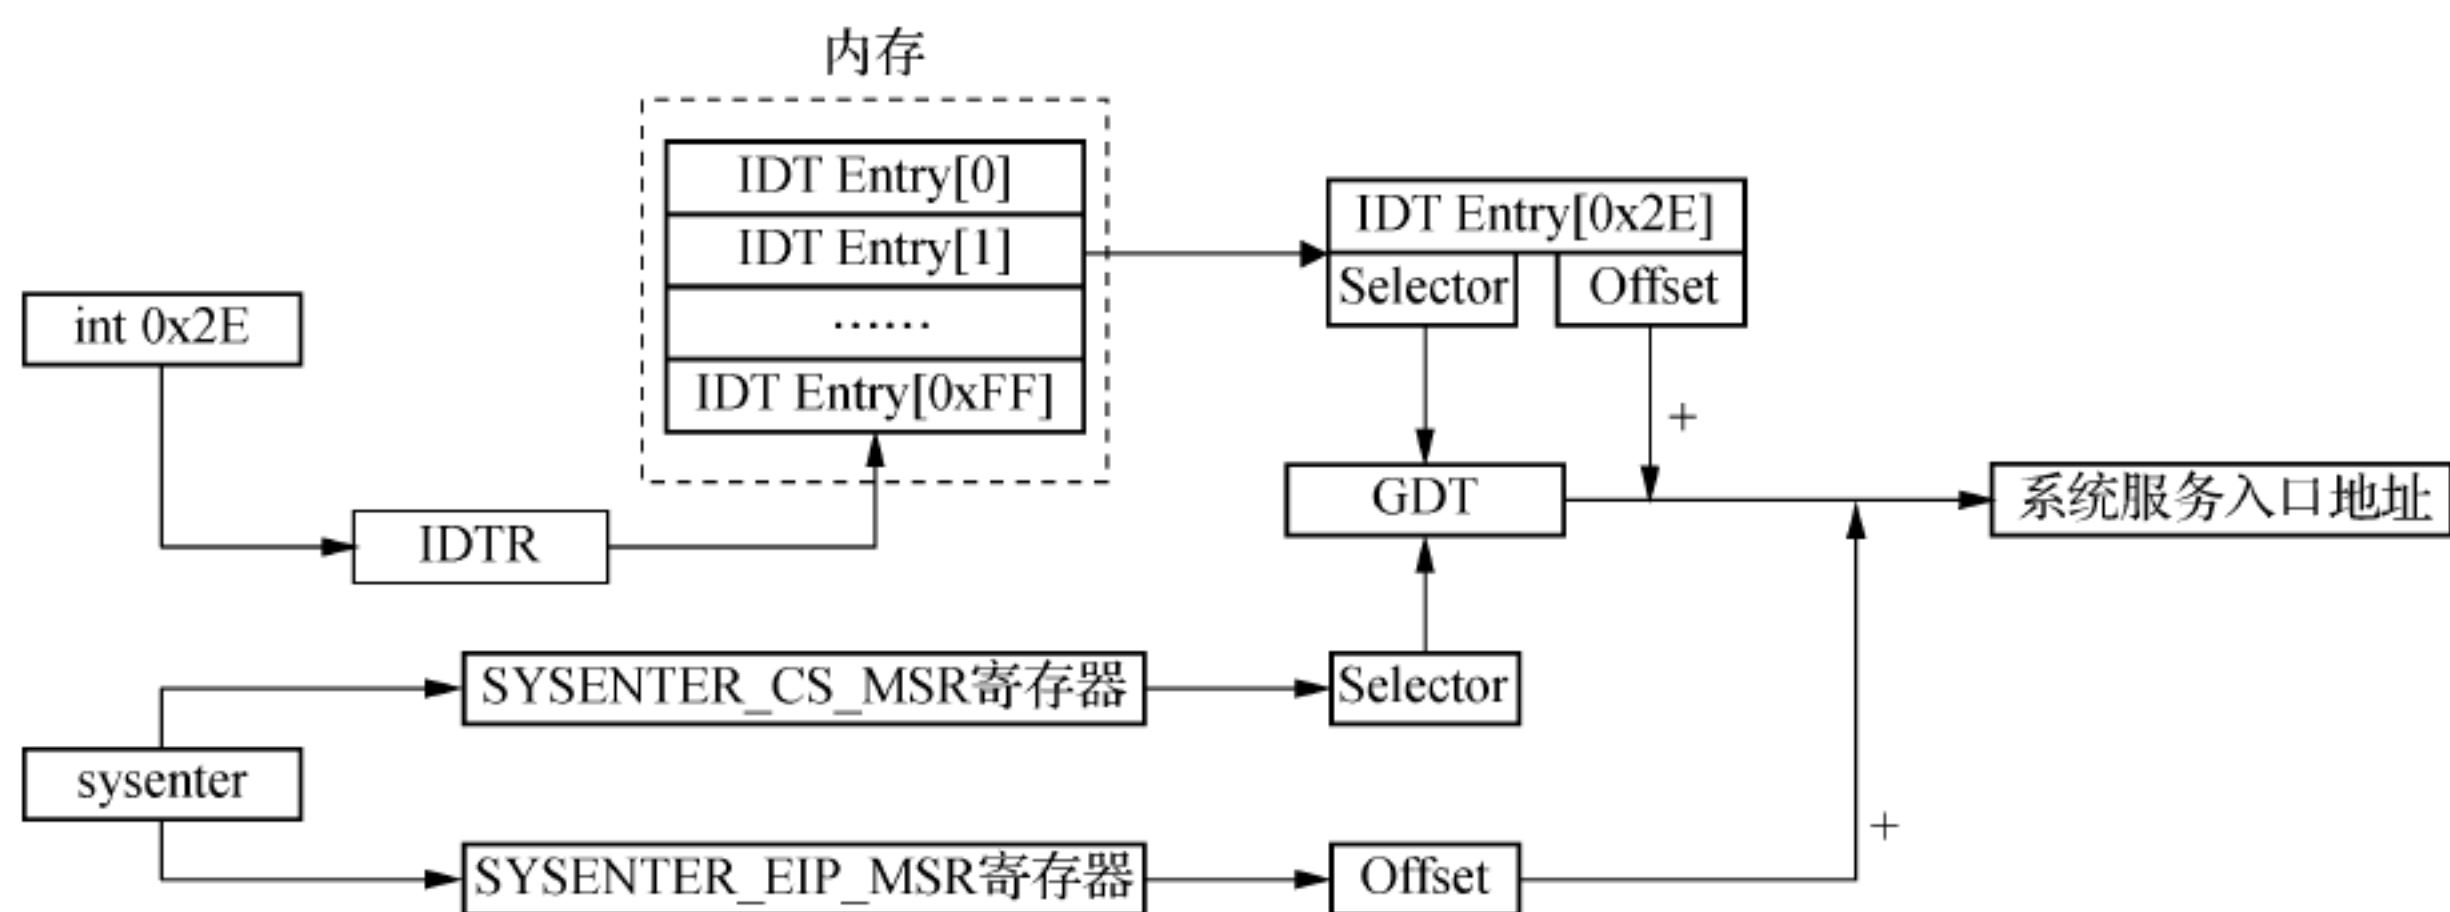 内存
IDT Entry[0]
IDT Entry[1]
……
IDT Entry[0xFF]
int 0x2E
IDTR
IDT Entry[0x2E]
Selector
Offset
+
GDT
系统服务入口地址
sysenter
SYSENTER_CS_MSR寄存器
Selector
SYSENTER_EIP_MSR寄存器
Offset
+